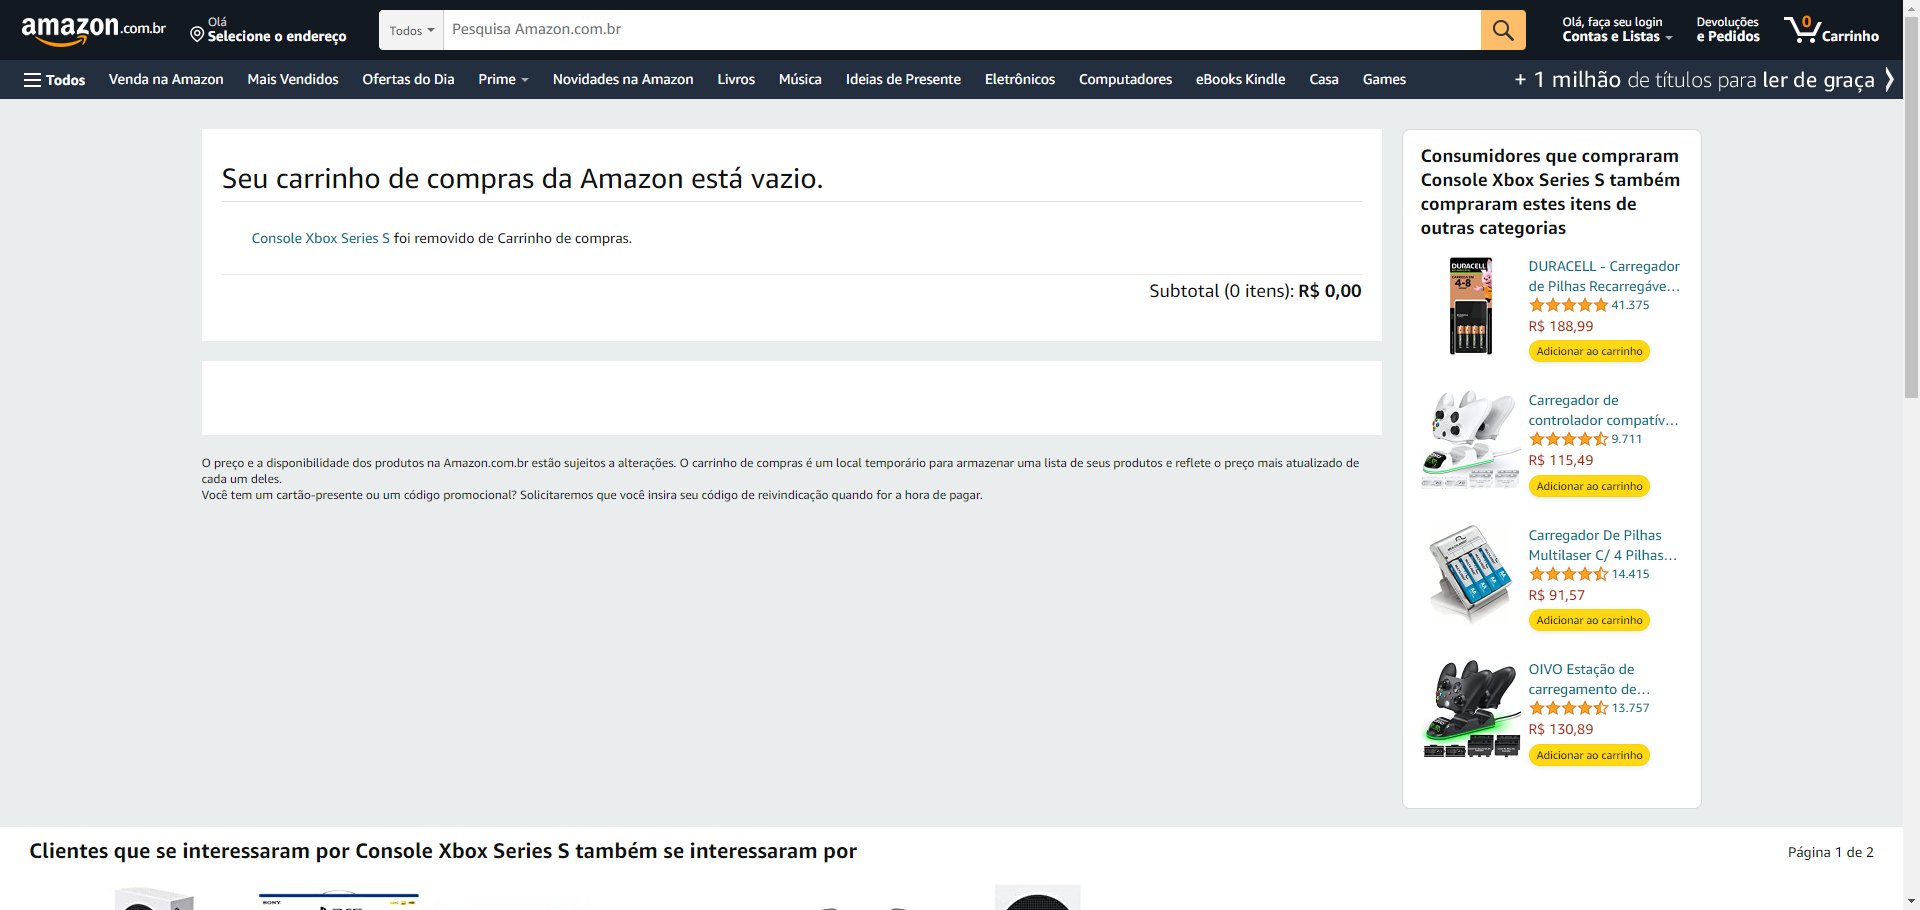 amazon.com.br
Olá
Selecione o endereço
Todos
Pesquisa Amazon.com.br
Olá, faça seu login
Contas e Listas
Devoluções
e Pedidos
0
Carrinho
Todos
Venda na Amazon
Mais Vendidos
Ofertas do Dia
Prime
Novidades na Amazon
Livros
Música
Ideias de Presente
Eletrônicos
Computadores
eBooks Kindle
Casa
Games
+ 1 milhão de títulos para ler de graça
Seu carrinho de compras da Amazon está vazio.
Console Xbox Series S foi removido de Carrinho de compras.
Subtotal (0 itens): R$ 0,00
O preço e a disponibilidade dos produtos na Amazon.com.br estão sujeitos a alterações. O carrinho de compras é um local temporário para armazenar uma lista de seus produtos e reflete o preço mais atualizado de
cada um deles.
Você tem um cartão-presente ou um código promocional? Solicitaremos que você insira seu código de reivindicação quando for a hora de pagar.
Consumidores que compraram
Console Xbox Series S também
compraram estes itens de
outras categorias
DURACELL
4-8
DURACELL - Carregador
de Pilhas Recarregáve...
41.375
R$ 188,99
Adicionar ao carrinho
Carregador de
controlador compatív...
9.711
R$ 115,49
Adicionar ao carrinho
Carregador De Pilhas
Multilaser C/ 4 Pilhas...
14.415
R$ 91,57
Adicionar ao carrinho
OIVO Estação de
carregamento de...
13.757
R$ 130,89
Adicionar ao carrinho
Clientes que se interessaram por Console Xbox Series S também se interessaram por
Página 1 de 2
SONY